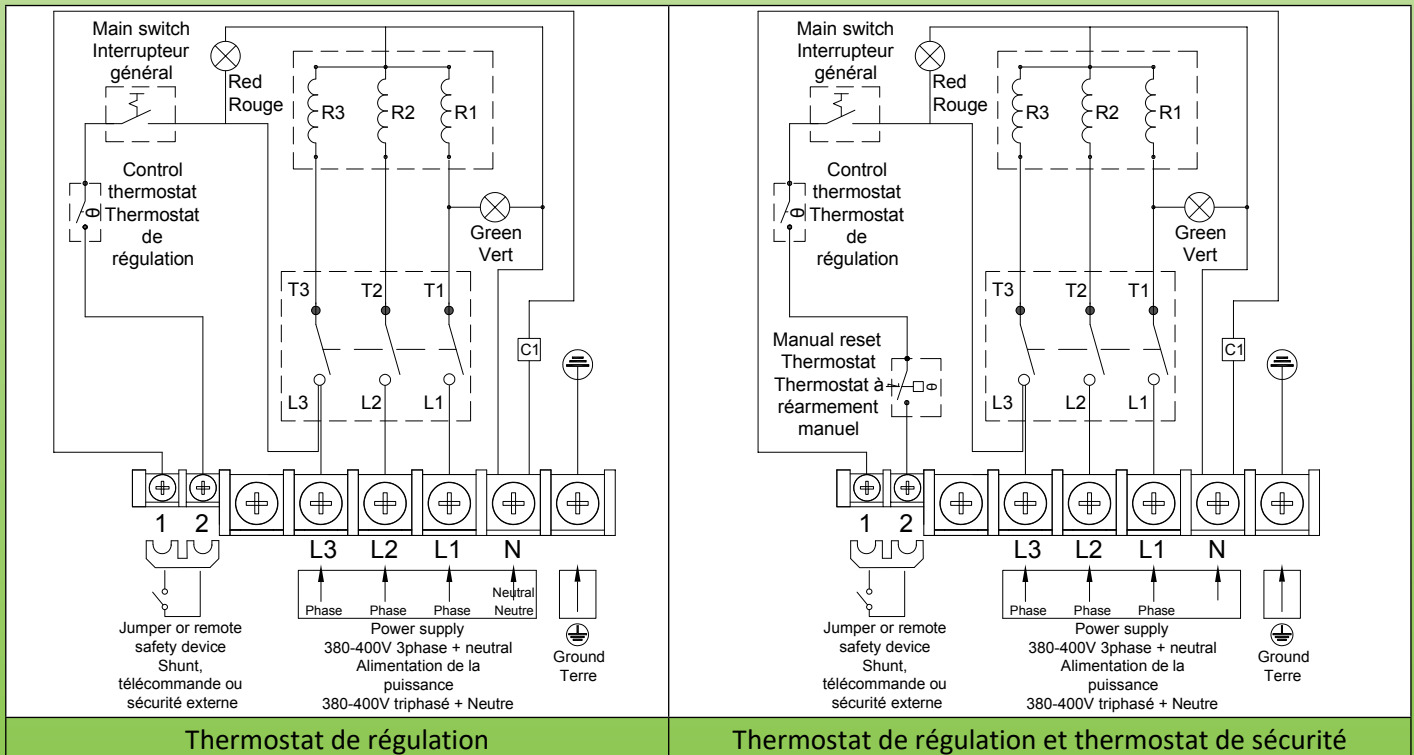 Main switch
Interrupteur
général
Red
Rouge
R3
R2
R1
Control
thermostat
Thermostat
de
régulation
θ
Green
Vert
T3
T2
T1
C1
L3
L2
L1
1
2
L3
L2
L1
N
Phase
Phase
Phase
Neutral
Neutre
Jumper or remote
safety device
Shunt,
télécommande ou
sécurité externe
Power supply
380-400V 3phase + neutral
Alimentation de la
puissance
380-400V triphasé + Neutre
Ground
Terre
Thermostat de régulation
Main switch
Interrupteur
général
Red
Rouge
R3
R2
R1
Control
thermostat
Thermostat
de
régulation
θ
Green
Vert
T3
T2
T1
Manual reset
Thermostat
Thermostat à
réarmement
manuel
θ
C1
L3
L2
L1
1
2
L3
L2
L1
N
Phase
Phase
Phase
Jumper or remote
safety device
Shunt,
télécommande ou
sécurité externe
Power supply
380-400V 3phase + neutral
Alimentation de la
puissance
380-400V triphasé + Neutre
Ground
Terre
Thermostat de régulation et thermostat de sécurité